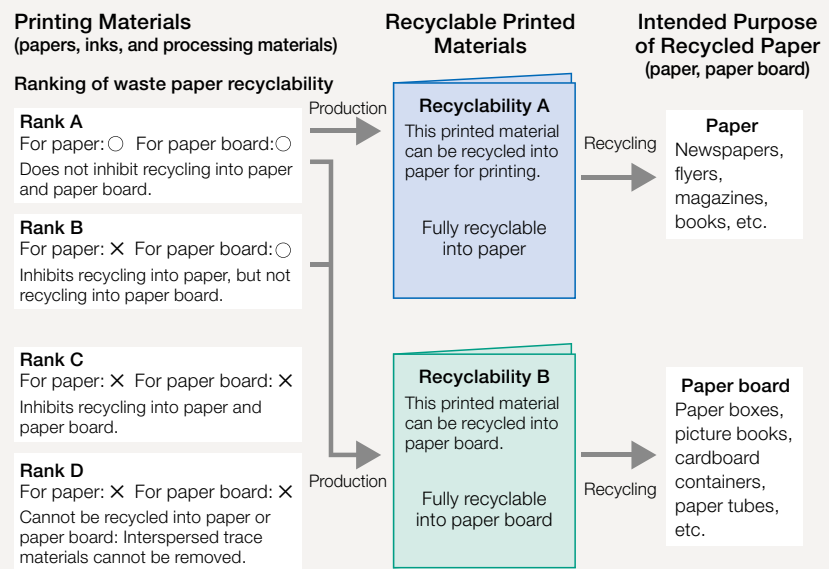 Printing Materials
(papers, inks, and processing materials)
Ranking of waste paper recyclability
Rank A
For paper: ○ For paper board: ○
Does not inhibit recycling into paper
and paper board.
Rank B
For paper: × For paper board: ○
Inhibits recycling into paper, but not
recycling into paper board.
Rank C
For paper: × For paper board: ×
Inhibits recycling into paper and
paper board.
Rank D
For paper: × For paper board: ×
Cannot be recycled into paper or
paper board: Interspersed trace
materials cannot be removed.
Production
Production
Recyclable Printed
Materials
Recyclability A
This printed material
can be recycled into
paper for printing.
Fully recyclable
into paper
Recyclability B
This printed material
can be recycled into
paper board.
Fully recyclable
into paper board
Recycling
Recycling
Intended Purpose
of Recycled Paper
(paper, paper board)
Paper
Newspapers,
flyers,
magazines,
books, etc.
Paper board
Paper boxes,
picture books,
cardboard
containers,
paper tubes,
etc.